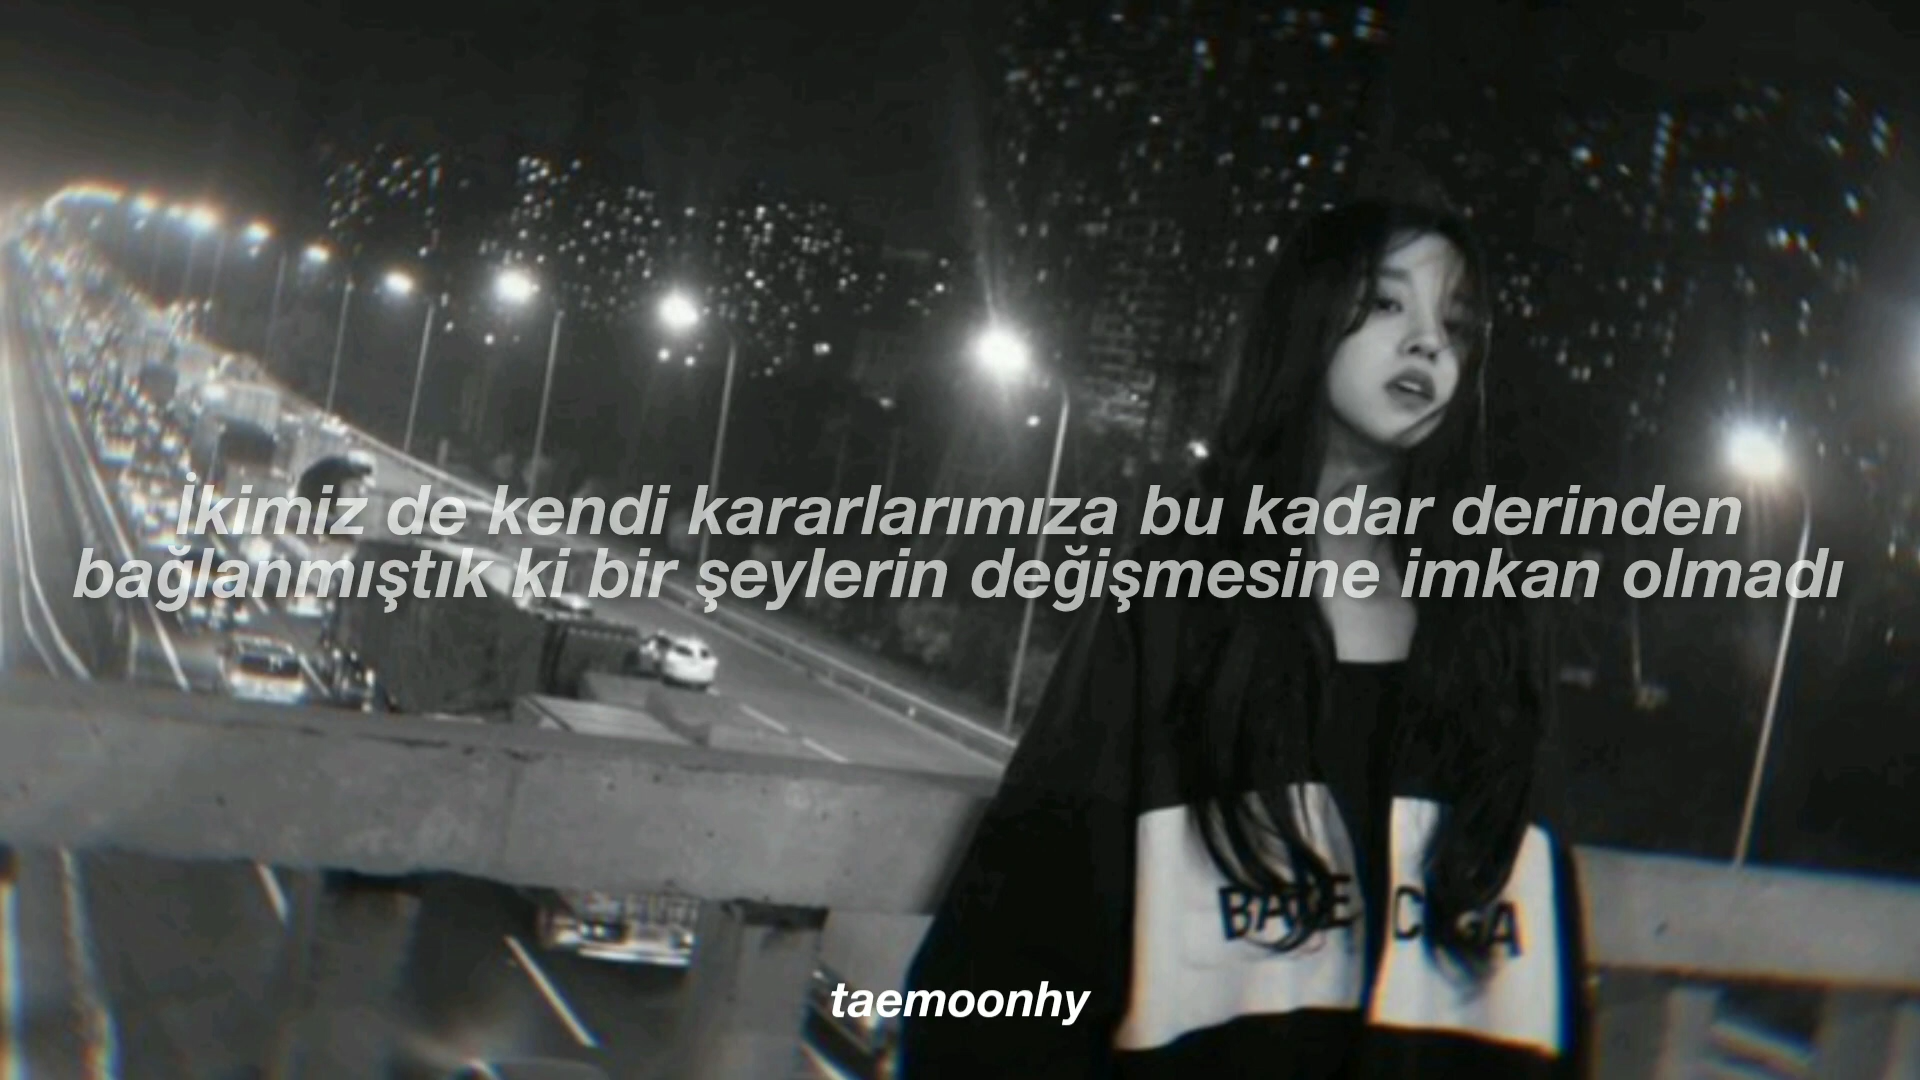 İkimiz de kendi kararlarımıza bu kadar derinden
bağlanmıştık ki bir şeylerin değişmesine imkan olmadı
taemoonhy